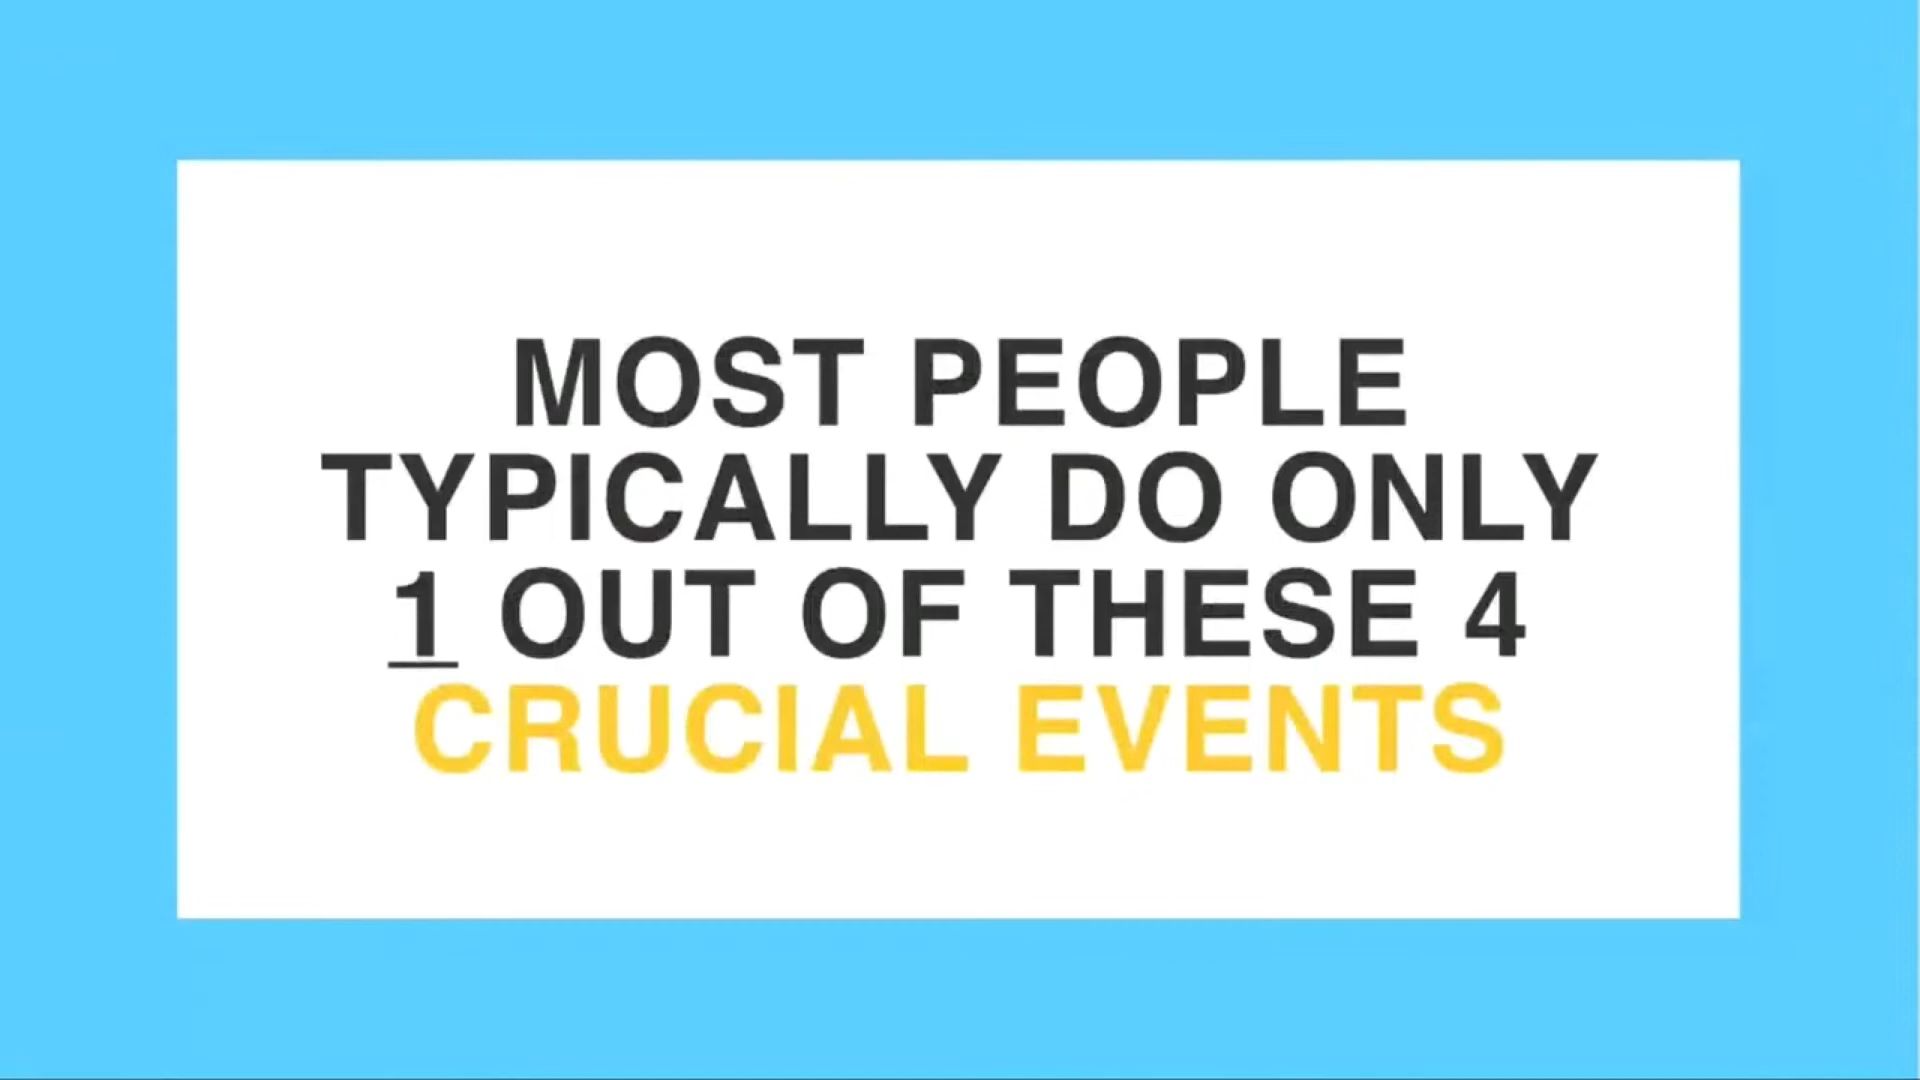 MOST PEOPLE
TYPICALLY DO ONLY
1 OUT OF THESE 4
CRUCIAL EVENTS